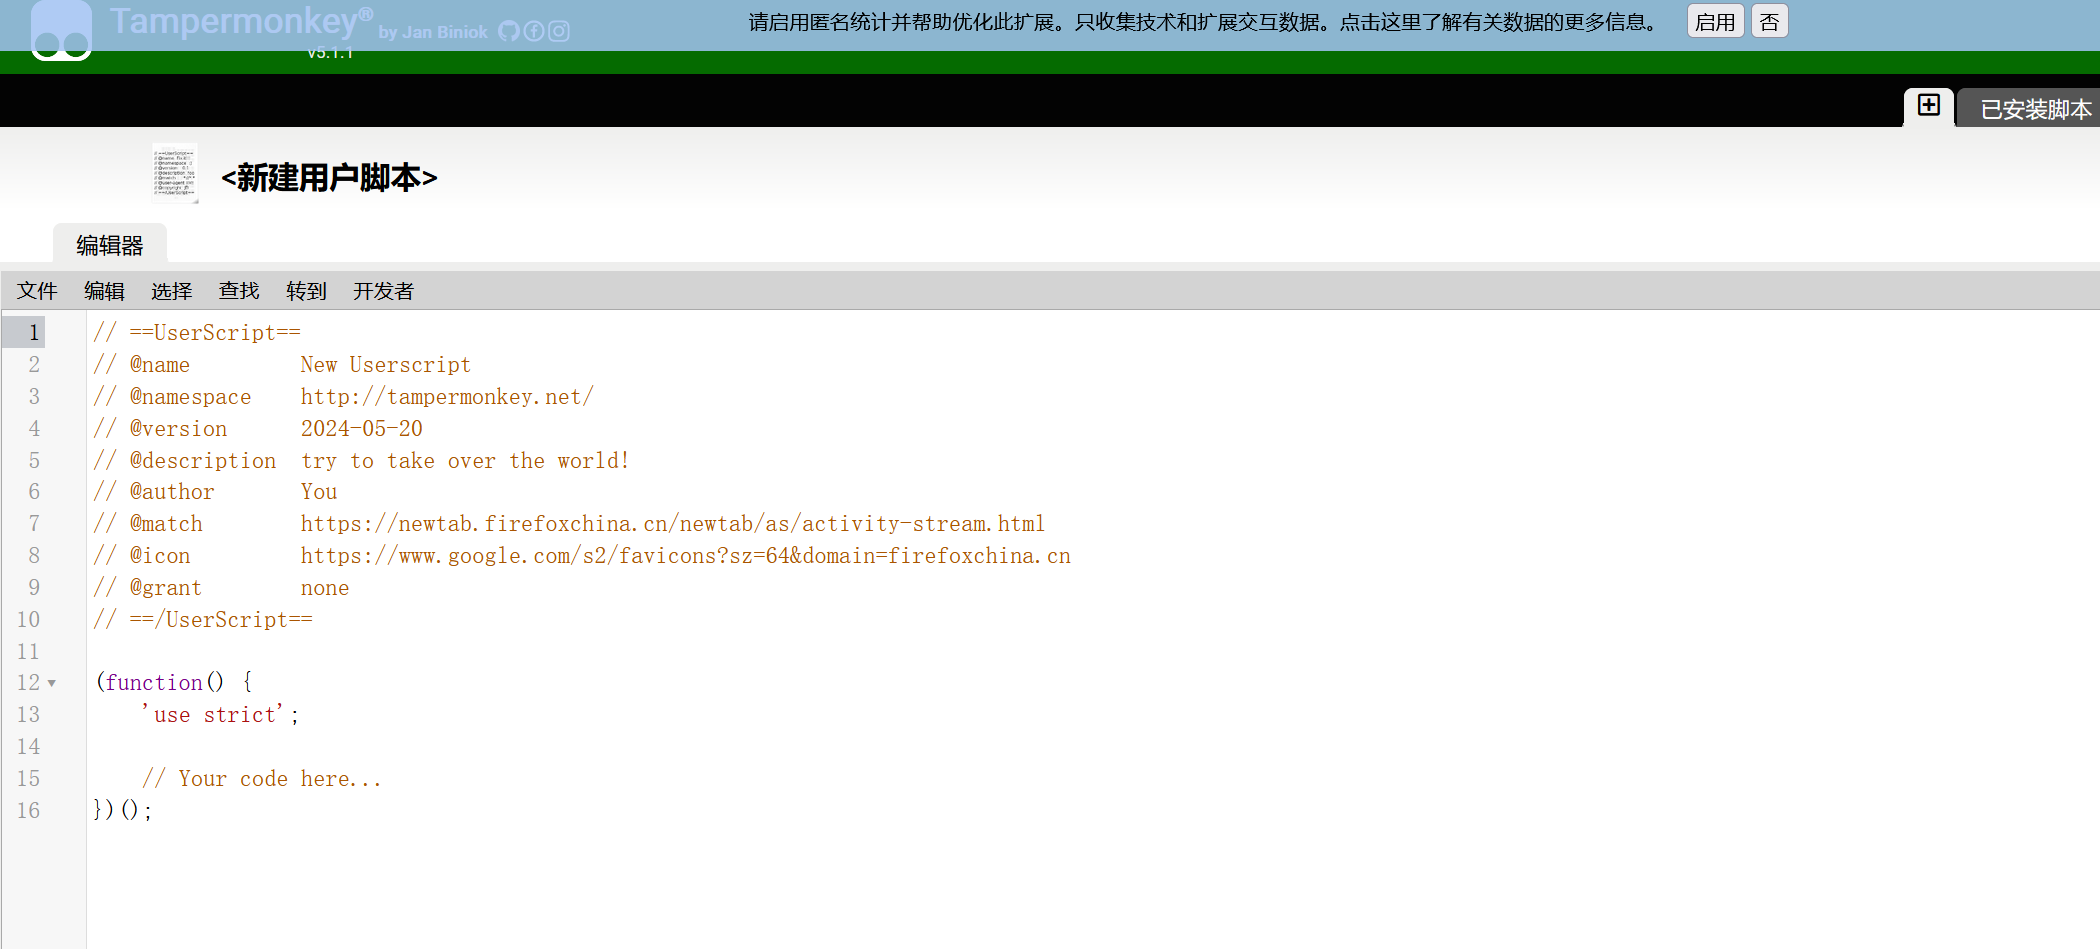 Tampermonkey® by Jan Biniok
v5.1.1
请启用匿名统计并帮助优化此扩展。只收集技术和扩展交互数据。点击这里了解有关数据的更多信息。 启用 否
已安装脚本
<新建用户脚本>
编辑器
文件 编辑 选择 查找 转到 开发者
1 // ==UserScript==
2 // @name         New Userscript
3 // @namespace    http://tampermonkey.net/
4 // @version      2024-05-20
5 // @description  try to take over the world!
6 // @author       You
7 // @match        https://newtab.firefoxchina.cn/newtab/as/activity-stream.html
8 // @icon         https://www.google.com/s2/favicons?sz=64&domain=firefoxchina.cn
9 // @grant        none
10 // ==/UserScript==
11
12 (function() {
13     'use strict';
14
15     // Your code here...
16 })();